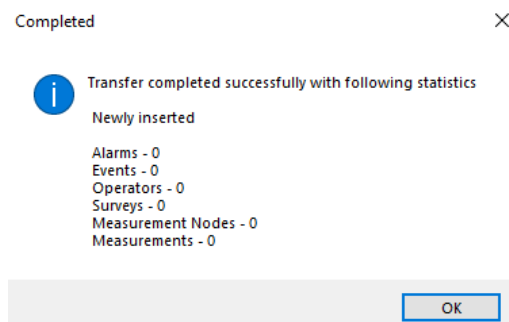 Completed
Transfer completed successfully with following statistics
Newly inserted
Alarms - 0
Events - 0
Operators - 0
Surveys - 0
Measurement Nodes - 0
Measurements - 0
OK